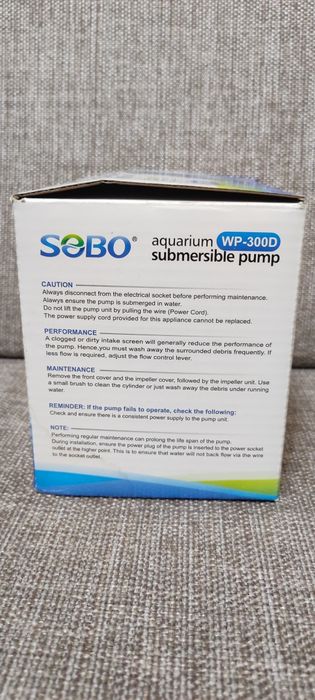 SOBO® aquarium WP-300D
submersible pump
CAUTION
Always disconnect from the electrical socket before performing maintenance.
Alawys ensure the pump is submerged in water.
Do not lift the pump unit by pulling the wire (Power Cord).
The power supply cord provided for this appliance cannot be replaced.
PERFORMANCE
A clogged or dirty intake screen will generally reduce the performance of
the pump. Hence you must wash away the surrounded debris frequently. If
less flow is required, adjust the flow control lever.
MAINTENANCE
Remove the front cover and the impeller cover, followed by the impeller unit. Use
a small brush to clean the cylinder or just wash away the debris under running
water.
REMINDER: If the pump fails to operate, check the following:
Check and ensure there is a consistent power supply to the pump unit.
NOTE:
Performing regular maintenance can prolong the life span of the pump.
During installation, ensure the power plug of the pump is inserted to the power socket
outlet at the higher point. This is to ensure that water will not back flow via the wire
to the socket outlet.